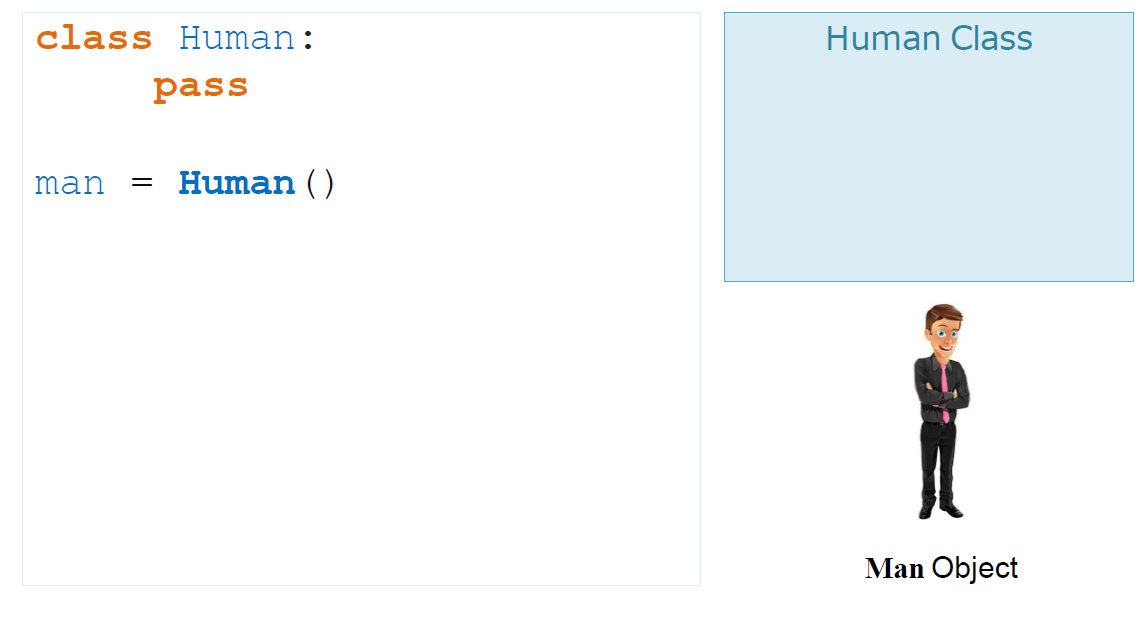 class Human:
     pass
man = Human()
Human Class
Man Object